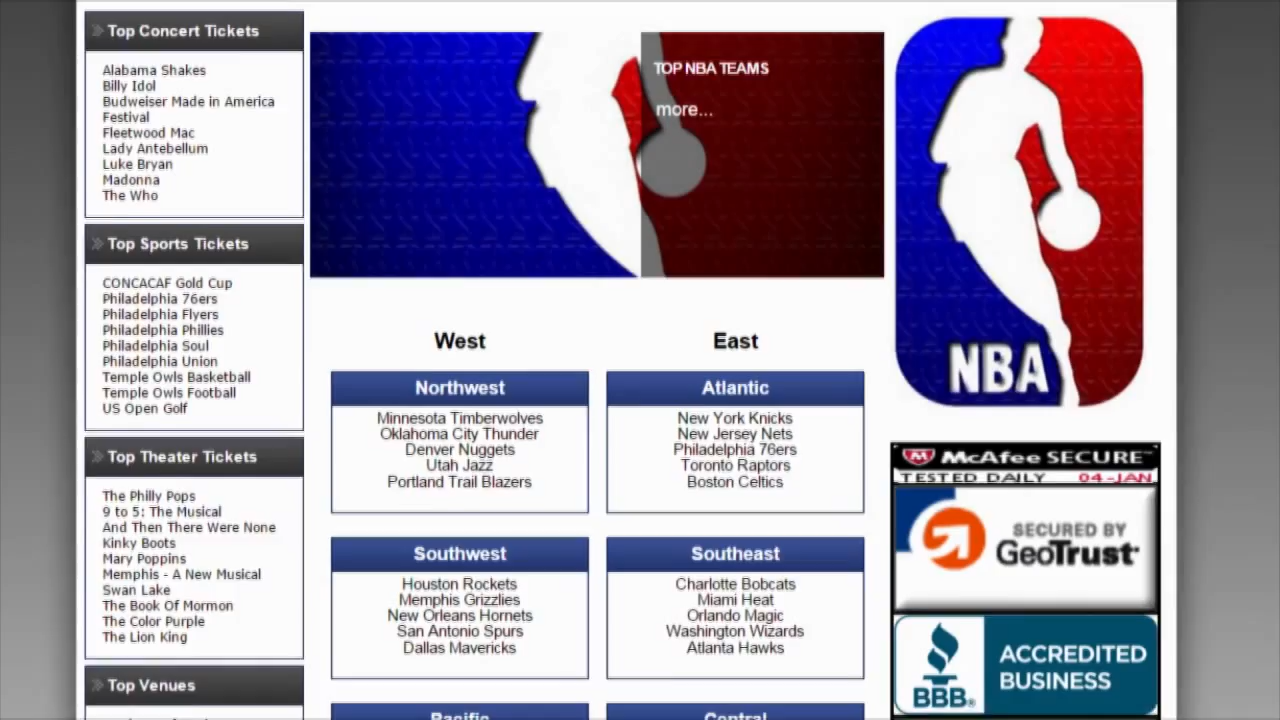 Top Concert Tickets
Alabama Shakes
Billy Idol
Budweiser Made in America
Festival
Fleetwood Mac
Lady Antebellum
Luke Bryan
Madonna
The Who
Top Sports Tickets
CONCACAF Gold Cup
Philadelphia 76ers
Philadelphia Flyers
Philadelphia Phillies
Philadelphia Soul
Philadelphia Union
Temple Owls Basketball
Temple Owls Football
US Open Golf
Top Theater Tickets
The Philly Pops
9 to 5: The Musical
And Then There Were None
Kinky Boots
Mary Poppins
Memphis - A New Musical
Swan Lake
The Book Of Mormon
The Color Purple
The Lion King
Top Venues
TOP NBA TEAMS
more...
West
Northwest
Minnesota Timberwolves
Oklahoma City Thunder
Denver Nuggets
Utah Jazz
Portland Trail Blazers
Southwest
Houston Rockets
Memphis Grizzlies
New Orleans Hornets
San Antonio Spurs
Dallas Mavericks
Pacific
East
Atlantic
New York Knicks
New Jersey Nets
Philadelphia 76ers
Toronto Raptors
Boston Celtics
Southeast
Charlotte Bobcats
Miami Heat
Orlando Magic
Washington Wizards
Atlanta Hawks
Central
NBA
McAfee SECURE™
TESTED DAILY 04-JAN
SECURED BY
GeoTrust
ACCREDITED
BUSINESS
BBB®